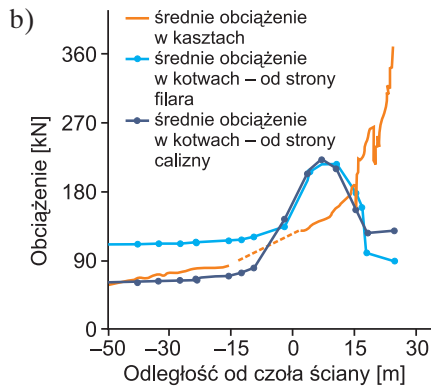 b)
średnie obciążenie
w kasztach
średnie obciążenie
w kotwach – od strony
filara
średnie obciążenie
w kotwach – od strony
calizny
Obciążenie [kN]
360
270
180
90
0
–50
–30
–15
0
15
30
Odległość od czoła ściany [m]